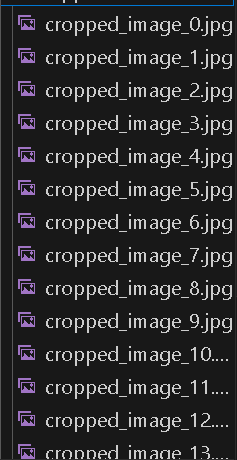 cropped_image_0.jpg
cropped_image_1.jpg
cropped_image_2.jpg
cropped_image_3.jpg
cropped_image_4.jpg
cropped_image_5.jpg
cropped_image_6.jpg
cropped_image_7.jpg
cropped_image_8.jpg
cropped_image_9.jpg
cropped_image_10....
cropped_image_11....
cropped_image_12....
cropped_image_13....